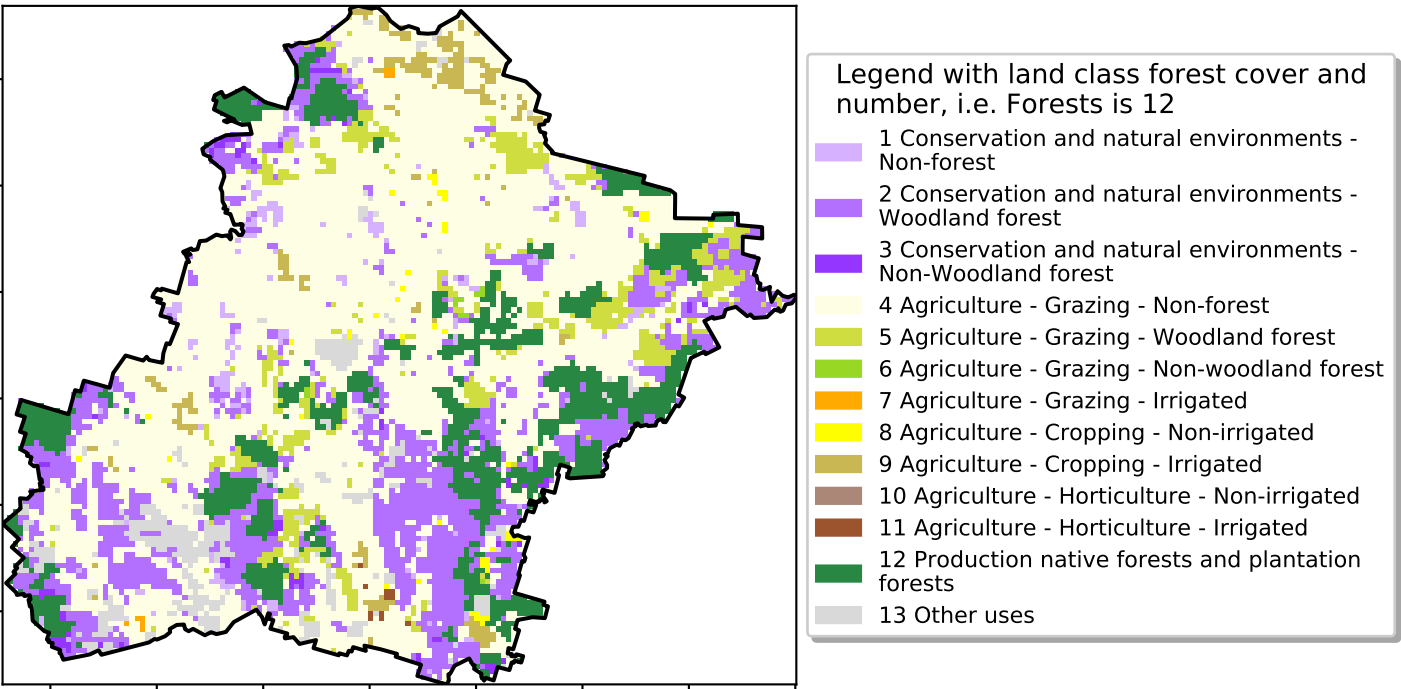 Legend with land class forest cover and
number, i.e. Forests is 12
1 Conservation and natural environments -
Non-forest
2 Conservation and natural environments -
Woodland forest
3 Conservation and natural environments -
Non-Woodland forest
4 Agriculture - Grazing - Non-forest
5 Agriculture - Grazing - Woodland forest
6 Agriculture - Grazing - Non-woodland forest
7 Agriculture - Grazing - Irrigated
8 Agriculture - Cropping - Non-irrigated
9 Agriculture - Cropping - Irrigated
10 Agriculture - Horticulture - Non-irrigated
11 Agriculture - Horticulture - Irrigated
12 Production native forests and plantation
forests
13 Other uses